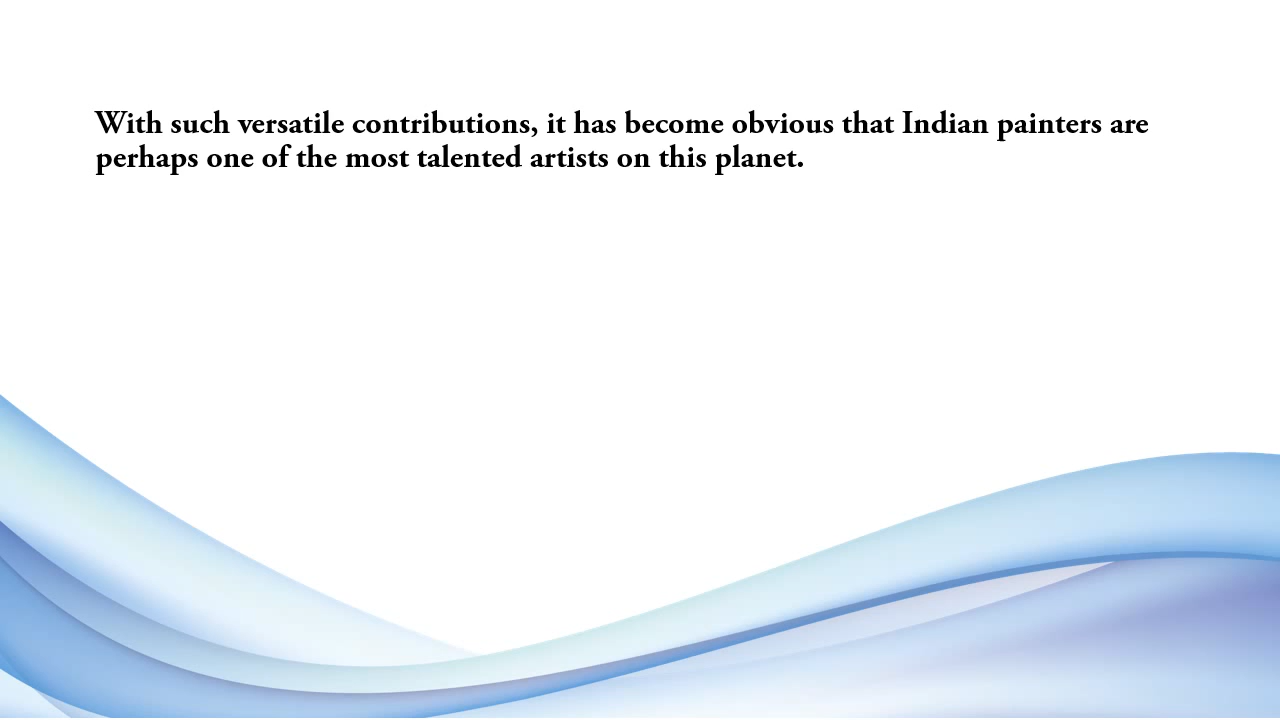 With such versatile contributions, it has become obvious that Indian painters are
perhaps one of the most talented artists on this planet.